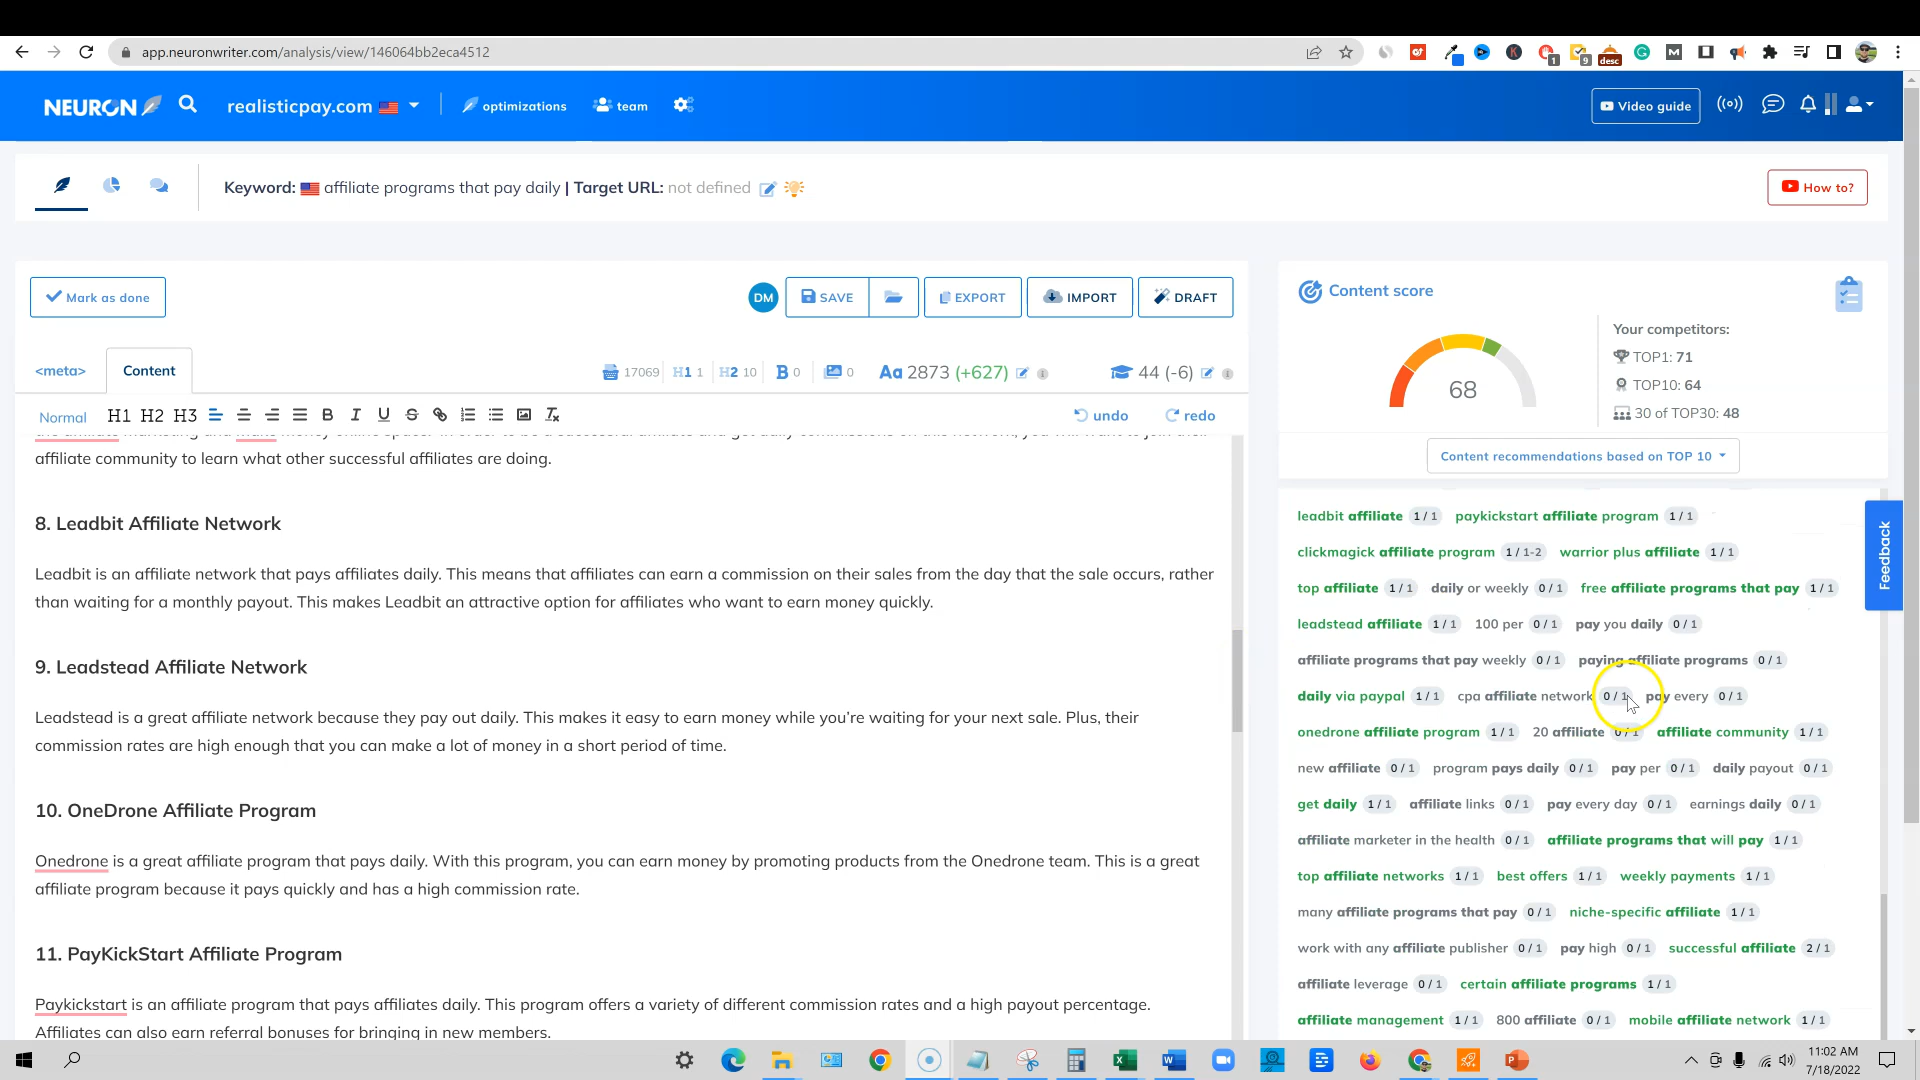 app.neuronwriter.com/analysis/view/146064bb2eca4512
1
9
desc
NEURON
realisticpay.com
optimizations
team
Video guide
Keyword: affiliate programs that pay daily | Target URL: not defined
How to?
Mark as done
DM
SAVE
EXPORT
IMPORT
DRAFT
Content score
Your competitors:
TOP1: 71
68
TOP10: 64
30 of TOP30: 48
<meta>
Content
17069
H1 1
H2 10
B 0
0
Aa 2873 (+627)
44 (-6)
Normal
H1 H2 H3
undo
redo
Content recommendations based on TOP 10
affiliate community to learn what other successful affiliates are doing.
8. Leadbit Affiliate Network
Leadbit is an affiliate network that pays affiliates daily. This means that affiliates can earn a commission on their sales from the day that the sale occurs, rather
than waiting for a monthly payout. This makes Leadbit an attractive option for affiliates who want to earn money quickly.
9. Leadstead Affiliate Network
Leadstead is a great affiliate network because they pay out daily. This makes it easy to earn money while you're waiting for your next sale. Plus, their
commission rates are high enough that you can make a lot of money in a short period of time.
10. OneDrone Affiliate Program
Onedrone is a great affiliate program that pays daily. With this program, you can earn money by promoting products from the Onedrone team. This is a great
affiliate program because it pays quickly and has a high commission rate.
11. PayKickStart Affiliate Program
Paykickstart is an affiliate program that pays affiliates daily. This program offers a variety of different commission rates and a high payout percentage.
Affiliates can also earn referral bonuses for bringing in new members.
leadbit affiliate 1 / 1 paykickstart affiliate program 1 / 1
clickmagick affiliate program 1 / 1-2 warrior plus affiliate 1 / 1
top affiliate 1 / 1 daily or weekly 0 / 1 free affiliate programs that pay 1 / 1
leadstead affiliate 1 / 1 100 per 0 / 1 pay you daily 0 / 1
affiliate programs that pay weekly 0 / 1 paying affiliate programs 0 / 1
daily via paypal 1 / 1 cpa affiliate network 0 / 1 pay every 0 / 1
onedrone affiliate program 1 / 1 20 affiliate 0 / 1 affiliate community 1 / 1
new affiliate 0 / 1 program pays daily 0 / 1 pay per 0 / 1 daily payout 0 / 1
get daily 1 / 1 affiliate links 0 / 1 pay every day 0 / 1 earnings daily 0 / 1
affiliate marketer in the health 0 / 1 affiliate programs that will pay 1 / 1
top affiliate networks 1 / 1 best offers 1 / 1 weekly payments 1 / 1
many affiliate programs that pay 0 / 1 niche-specific affiliate 1 / 1
work with any affiliate publisher 0 / 1 pay high 0 / 1 successful affiliate 2 / 1
affiliate leverage 0 / 1 certain affiliate programs 1 / 1
affiliate management 1 / 1 800 affiliate 0 / 1 mobile affiliate network 1 / 1
Feedback
11:02 AM
7/18/2022